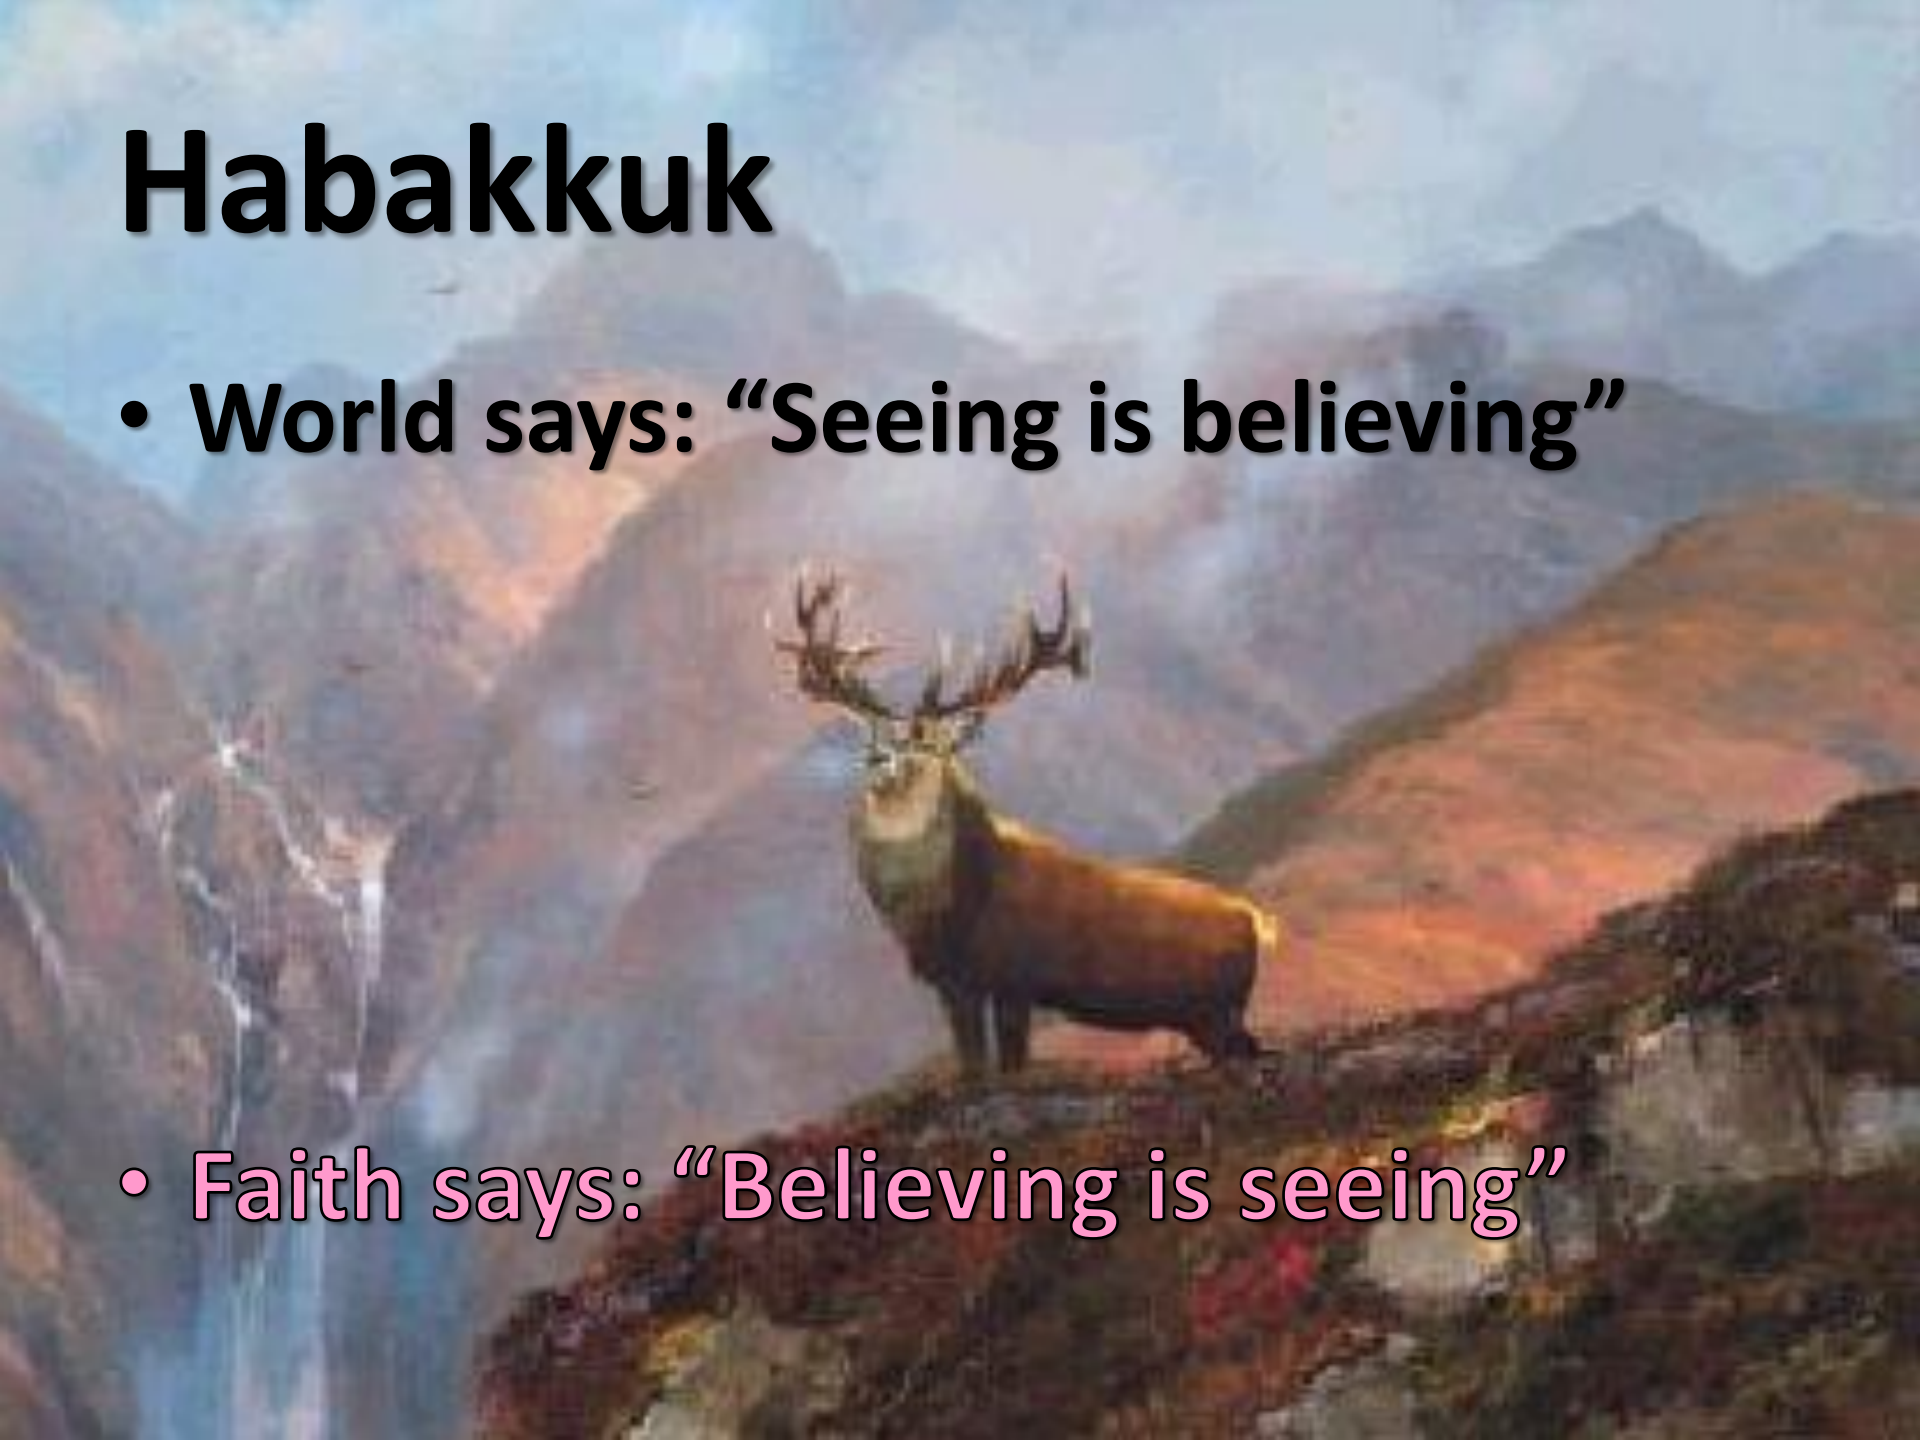 Habakkuk
• World says: “Seeing is believing”
• Faith says: “Believing is seeing”